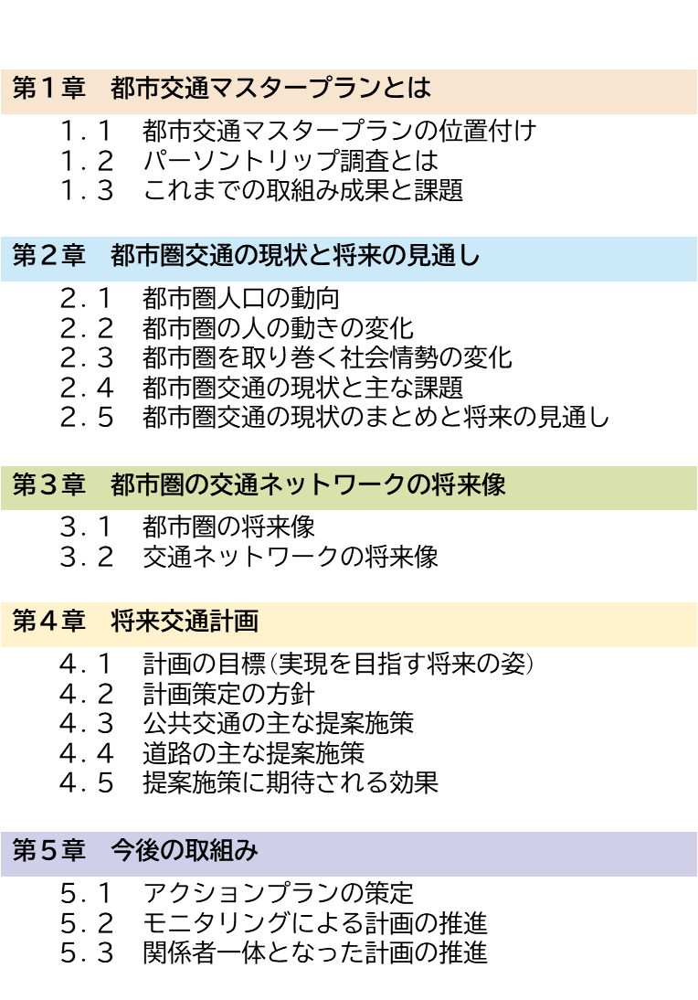 第１章　都市交通マスタープランとは
１．１　都市交通マスタープランの位置付け
１．２　パーソントリップ調査とは
１．３　これまでの取組み成果と課題
第２章　都市圏交通の現状と将来の見通し
２．１　都市圏人口の動向
２．２　都市圏の人の動きの変化
２．３　都市圏を取り巻く社会情勢の変化
２．４　都市圏交通の現状と主な課題
２．５　都市圏交通の現状のまとめと将来の見通し
第３章　都市圏の交通ネットワークの将来像
３．１　都市圏の将来像
３．２　交通ネットワークの将来像
第４章　将来交通計画
４．１　計画の目標（実現を目指す将来の姿）
４．２　計画策定の方針
４．３　公共交通の主な提案施策
４．４　道路の主な提案施策
４．５　提案施策に期待される効果
第５章　今後の取組み
５．１　アクションプランの策定
５．２　モニタリングによる計画の推進
５．３　関係者一体となった計画の推進